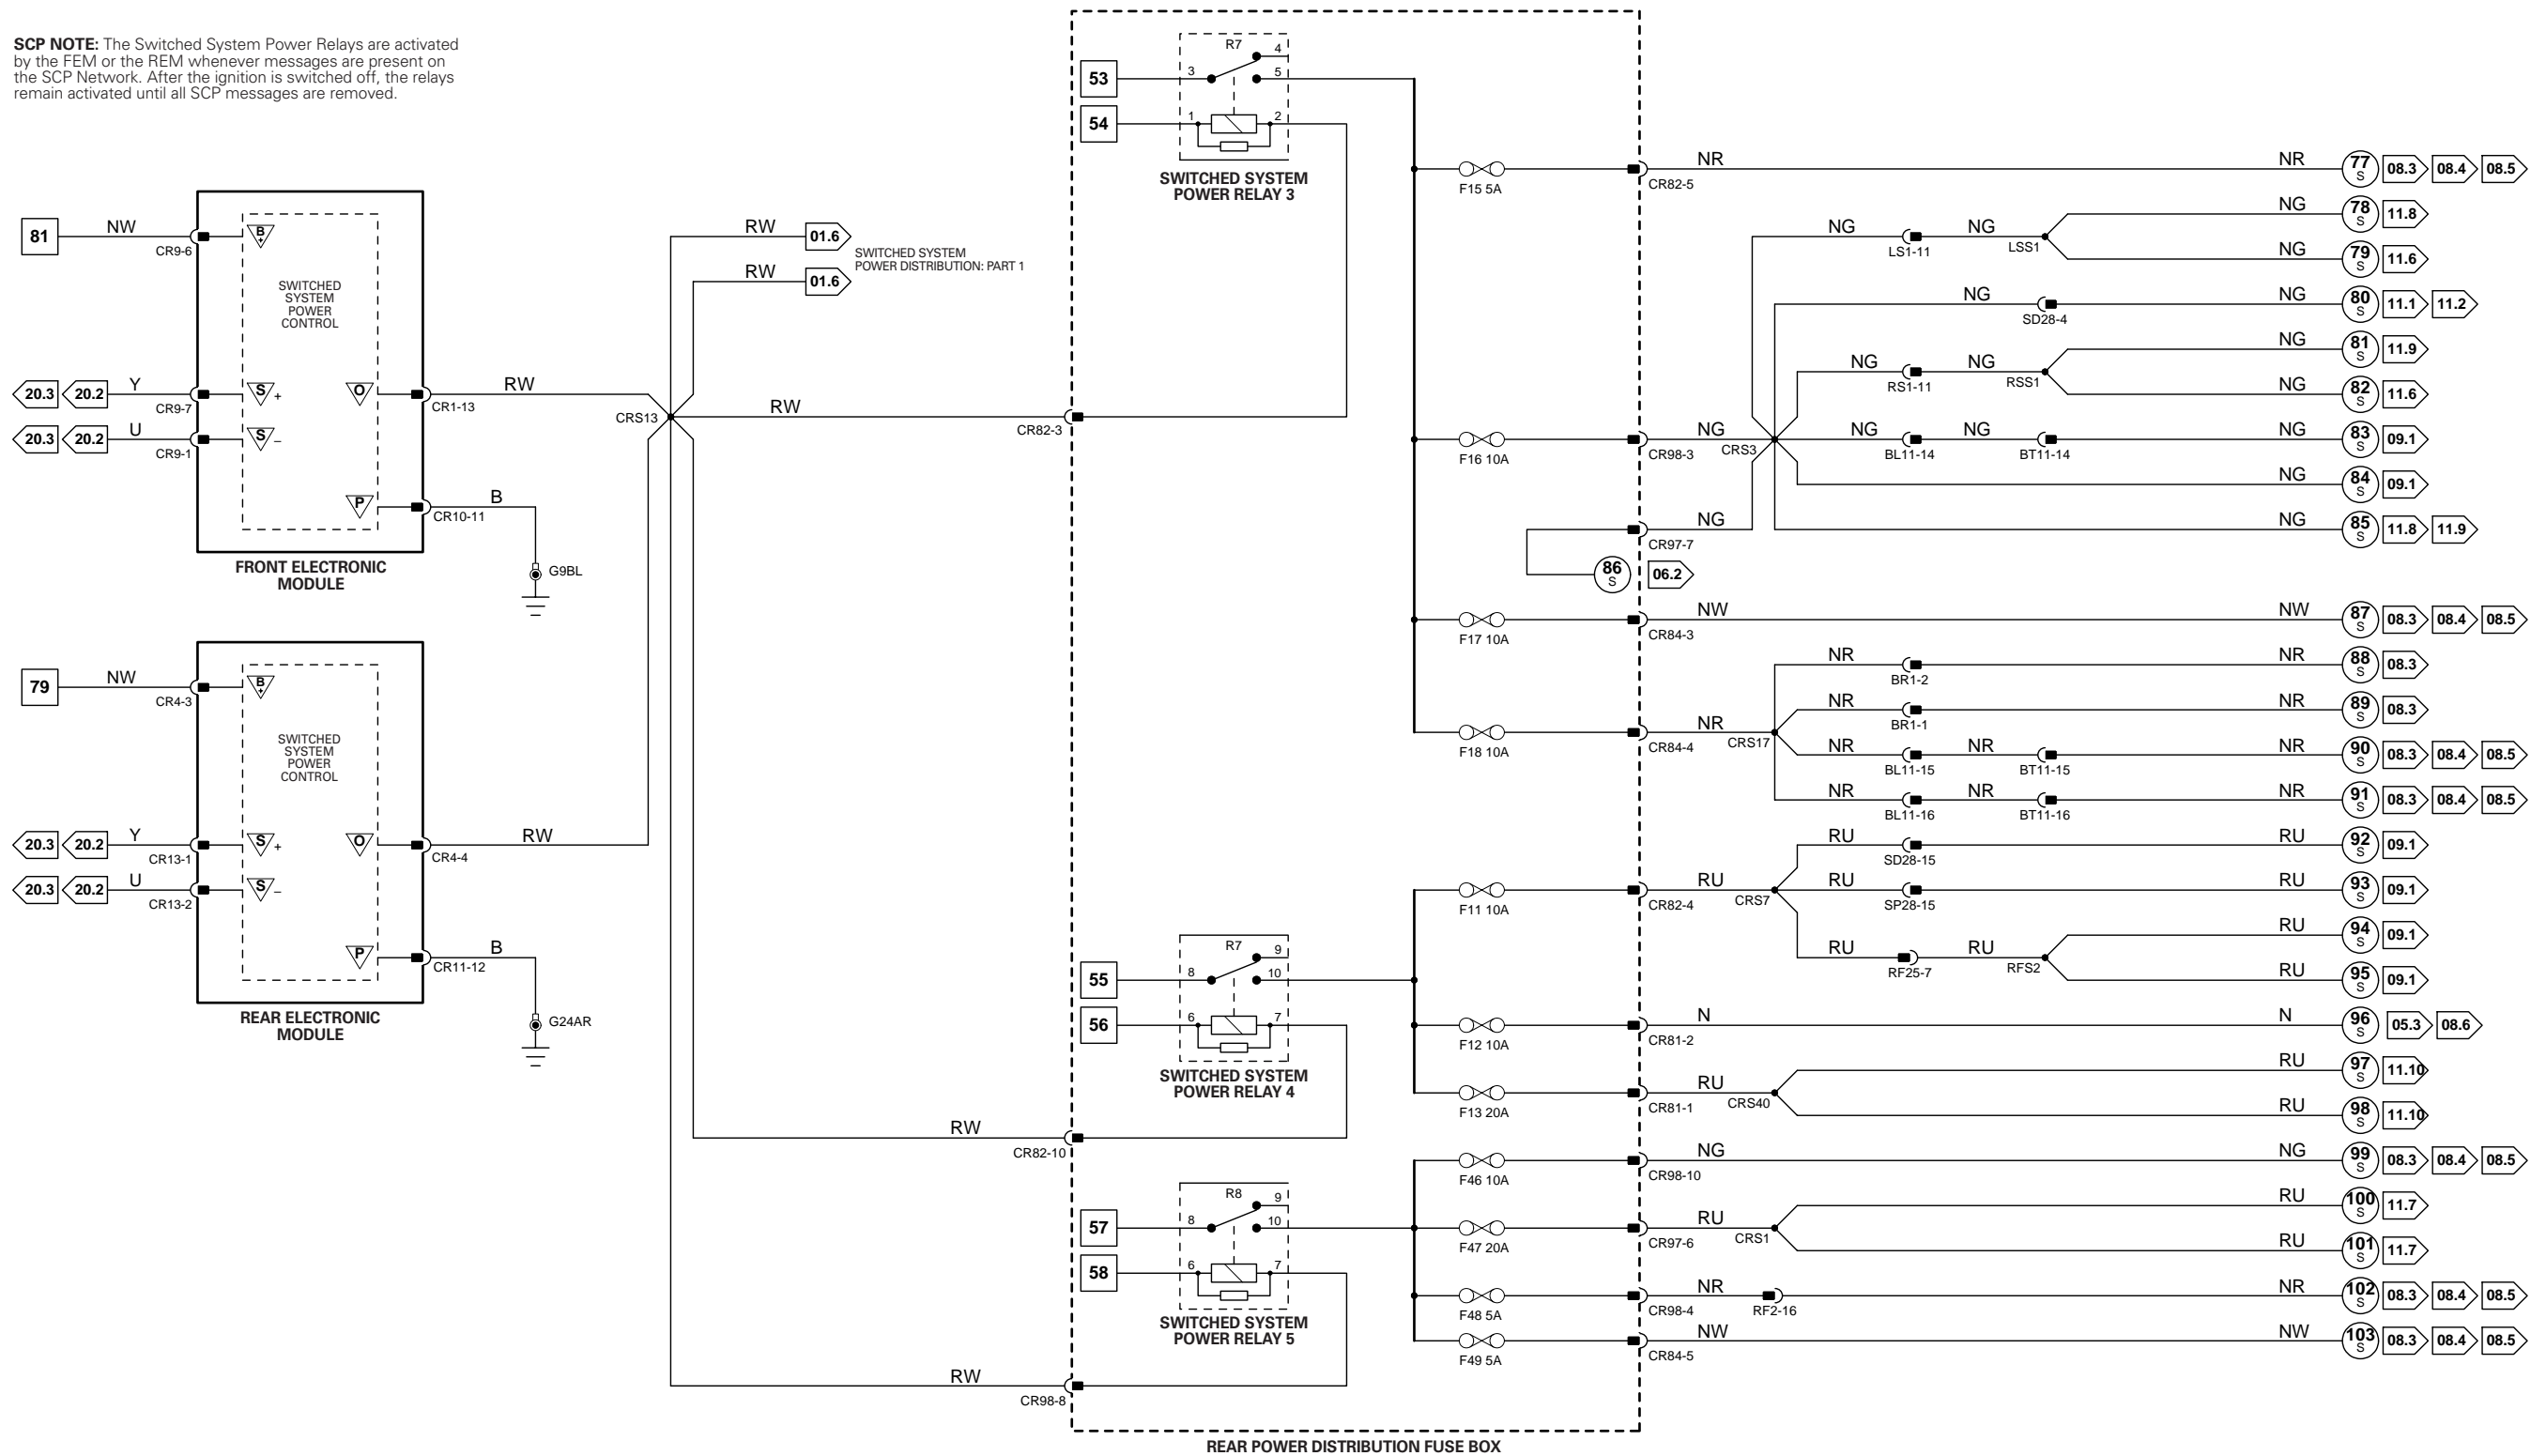 SCP NOTE: The Switched System Power Relays are activated
by the FEM or the REM whenever messages are present on
the SCP Network. After the ignition is switched off, the relays
remain activated until all SCP messages are removed.
81 NW CR9-6 B+
SWITCHED
SYSTEM
POWER
CONTROL
20.3 20.2 Y CR9-7 S + O CR1-13 RW
20.3 20.2 U CR9-1 S –
P CR10-11 B
G9BL
FRONT ELECTRONIC
MODULE
79 NW CR4-3 B+
SWITCHED
SYSTEM
POWER
CONTROL
20.3 20.2 Y CR13-1 S + O CR4-4 RW
20.3 20.2 U CR13-2 S –
P CR11-12 B
G24AR
REAR ELECTRONIC
MODULE
RW 01.6
SWITCHED SYSTEM
POWER DISTRIBUTION: PART 1
RW 01.6
CRS13 RW CR82-3
RW CR82-10
RW CR98-8
53 R7 3 4 5
54 1 2
SWITCHED SYSTEM
POWER RELAY 3
55 R7 8 9 10
56 6 7
SWITCHED SYSTEM
POWER RELAY 4
57 R8 8 9 10
58 6 7
SWITCHED SYSTEM
POWER RELAY 5
F15 5A CR82-5 NR NR 77 S 08.3 08.4 08.5
NG LS1-11 NG LSS1 NG 78 S 11.8
NG 79 S 11.6
NG SD28-4 NG 80 S 11.1 11.2
NG RS1-11 NG RSS1 NG 81 S 11.9
NG 82 S 11.6
F16 10A CR98-3 NG CRS3 NG BL11-14 NG BT11-14 NG 83 S 09.1
NG 84 S 09.1
CR97-7 NG NG 85 S 11.8 11.9
86 S 06.2
F17 10A CR84-3 NW NW 87 S 08.3 08.4 08.5
NR BR1-2 NR 88 S 08.3
NR BR1-1 NR 89 S 08.3
F18 10A CR84-4 NR CRS17 NR BL11-15 NR BT11-15 NR 90 S 08.3 08.4 08.5
NR BL11-16 NR BT11-16 NR 91 S 08.3 08.4 08.5
RU SD28-15 RU 92 S 09.1
F11 10A CR82-4 RU CRS7 RU SP28-15 RU 93 S 09.1
RU RF25-7 RU RFS2 RU 94 S 09.1
RU 95 S 09.1
F12 10A CR81-2 N N 96 S 05.3 08.6
F13 20A CR81-1 RU CRS40 RU 97 S 11.10
RU 98 S 11.10
F46 10A CR98-10 NG NG 99 S 08.3 08.4 08.5
F47 20A CR97-6 RU CRS1 RU 100 S 11.7
RU 101 S 11.7
F48 5A CR98-4 NR RF2-16 NR 102 S 08.3 08.4 08.5
F49 5A CR84-5 NW NW 103 S 08.3 08.4 08.5
REAR POWER DISTRIBUTION FUSE BOX